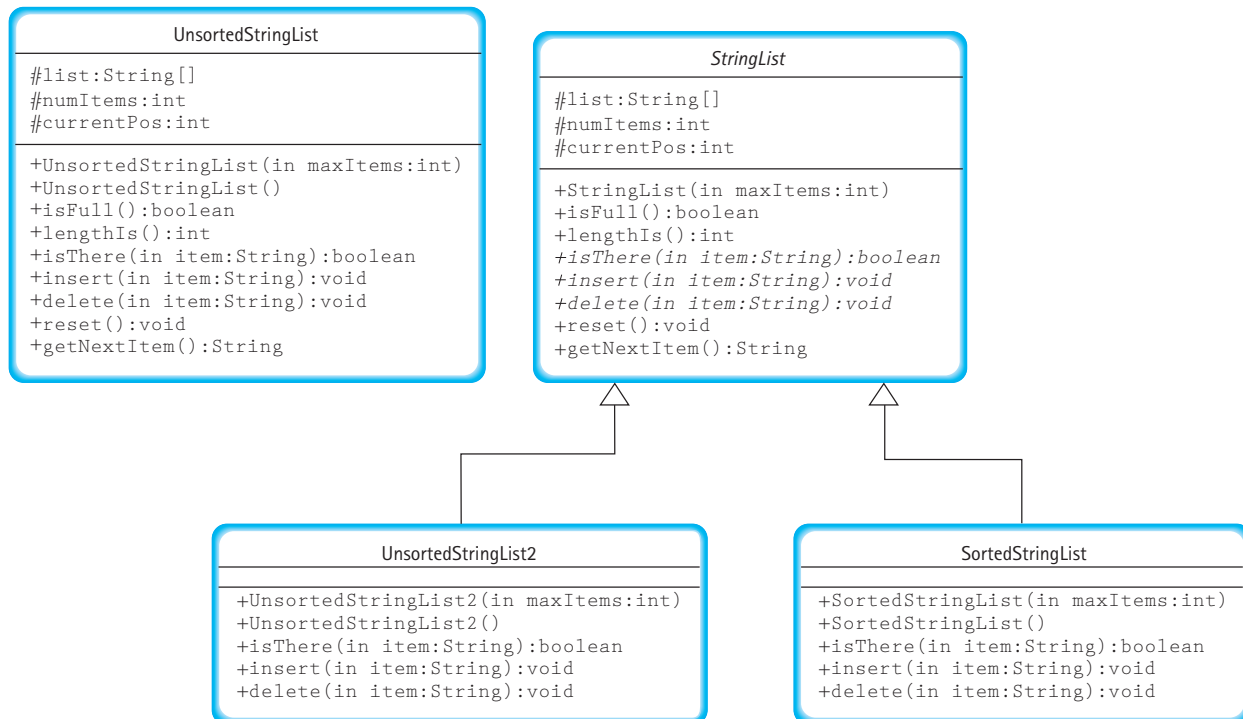 UnsortedStringList
#list:String[]
#numItems:int
#currentPos:int
+UnsortedStringList(in maxItems:int)
+UnsortedStringList()
+isFull():boolean
+lengthIs():int
+isThere(in item:String):boolean
+insert(in item:String):void
+delete(in item:String):void
+reset():void
+getNextItem():String
StringList
#list:String[]
#numItems:int
#currentPos:int
+StringList(in maxItems:int)
+isFull():boolean
+lengthIs():int
+isThere(in item:String):boolean
+insert(in item:String):void
+delete(in item:String):void
+reset():void
+getNextItem():String
UnsortedStringList2
+UnsortedStringList2(in maxItems:int)
+UnsortedStringList2()
+isThere(in item:String):boolean
+insert(in item:String):void
+delete(in item:String):void
SortedStringList
+SortedStringList(in maxItems:int)
+SortedStringList()
+isThere(in item:String):boolean
+insert(in item:String):void
+delete(in item:String):void